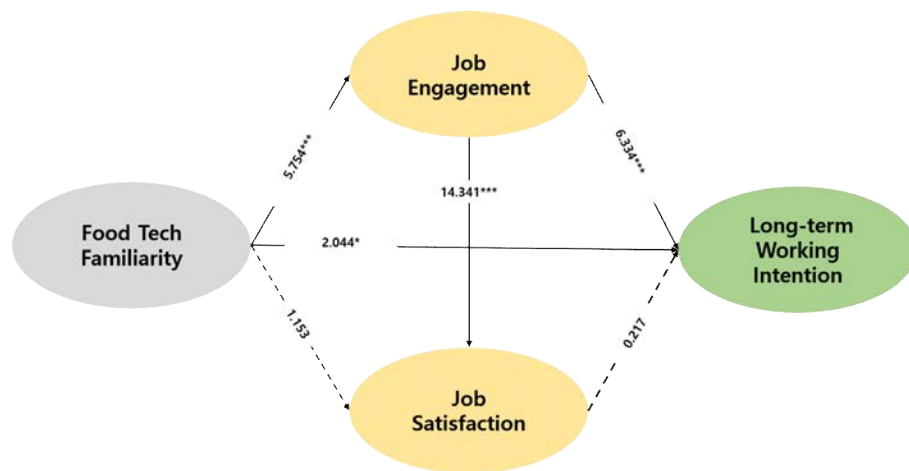 Job
Engagement
5.754***
6.334***
14.341***
Food Tech
Familiarity
2.044*
Long-term
Working
Intention
1.153
0.217
Job
Satisfaction